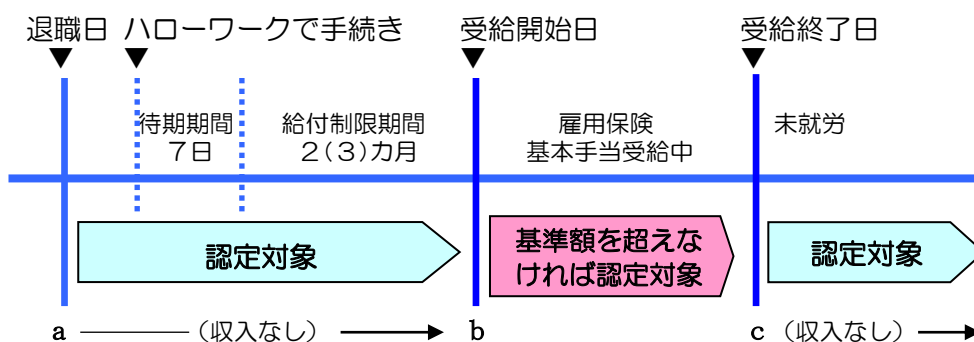 退職日 ハローワークで手続き 受給開始日 受給終了日
待期期間
7日
給付制限期間
2(3)カ月
雇用保険
基本手当受給中
未就労
認定対象
基準額を超えな
ければ認定対象
認定対象
a (収入なし) b c (収入なし)